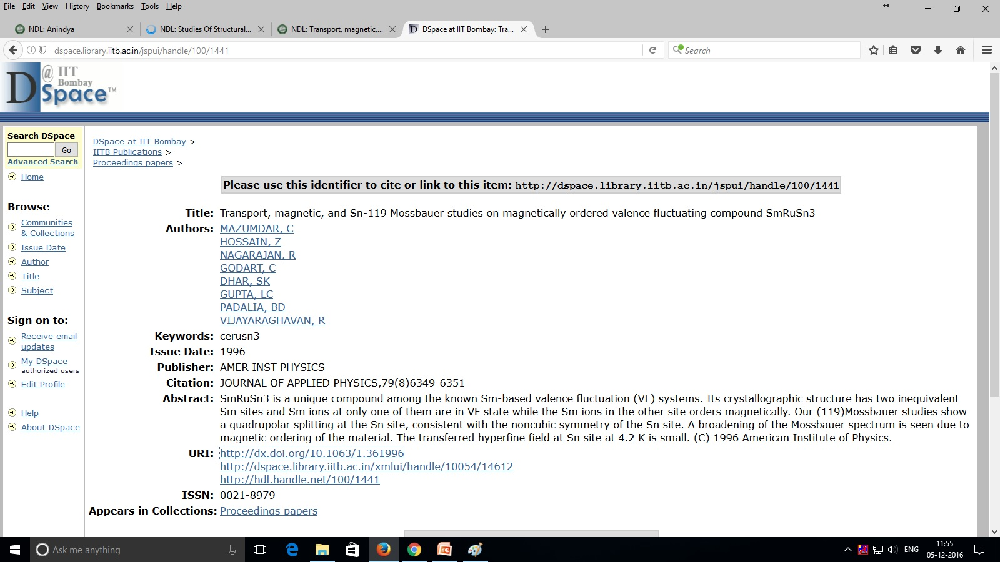 File Edit View History Bookmarks Tools Help
NDL: Anindya
NDL: Studies Of Structural...
NDL: Transport, magnetic,...
DSpace at IIT Bombay: Tra...
dspace.library.iitb.ac.in/jspui/handle/100/1441
Search
D @ IIT
Bombay
Space™
Search DSpace
Go
Advanced Search
Home
Browse
Communities
& Collections
Issue Date
Author
Title
Subject
Sign on to:
Receive email
updates
My DSpace
authorized users
Edit Profile
Help
About DSpace
DSpace at IIT Bombay >
IITB Publications >
Proceedings papers >
Please use this identifier to cite or link to this item: http://dspace.library.iitb.ac.in/jspui/handle/100/1441
Title: Transport, magnetic, and Sn-119 Mossbauer studies on magnetically ordered valence fluctuating compound SmRuSn3
Authors: MAZUMDAR, C
HOSSAIN, Z
NAGARAJAN, R
GODART, C
DHAR, SK
GUPTA, LC
PADALIA, BD
VIJAYARAGHAVAN, R
Keywords: cerusn3
Issue Date: 1996
Publisher: AMER INST PHYSICS
Citation: JOURNAL OF APPLIED PHYSICS,79(8)6349-6351
Abstract: SmRuSn3 is a unique compound among the known Sm-based valence fluctuation (VF) systems. Its crystallographic structure has two inequivalent
Sm sites and Sm ions at only one of them are in VF state while the Sm ions in the other site orders magnetically. Our (119)Mossbauer studies show
a quadrupolar splitting at the Sn site, consistent with the noncubic symmetry of the Sn site. A broadening of the Mossbauer spectrum is seen due to
magnetic ordering of the material. The transferred hyperfine field at Sn site at 4.2 K is small. (C) 1996 American Institute of Physics.
URI: http://dx.doi.org/10.1063/1.361996
http://dspace.library.iitb.ac.in/xmlui/handle/10054/14612
http://hdl.handle.net/100/1441
ISSN: 0021-8979
Appears in Collections: Proceedings papers
Ask me anything
ENG
11:55
05-12-2016